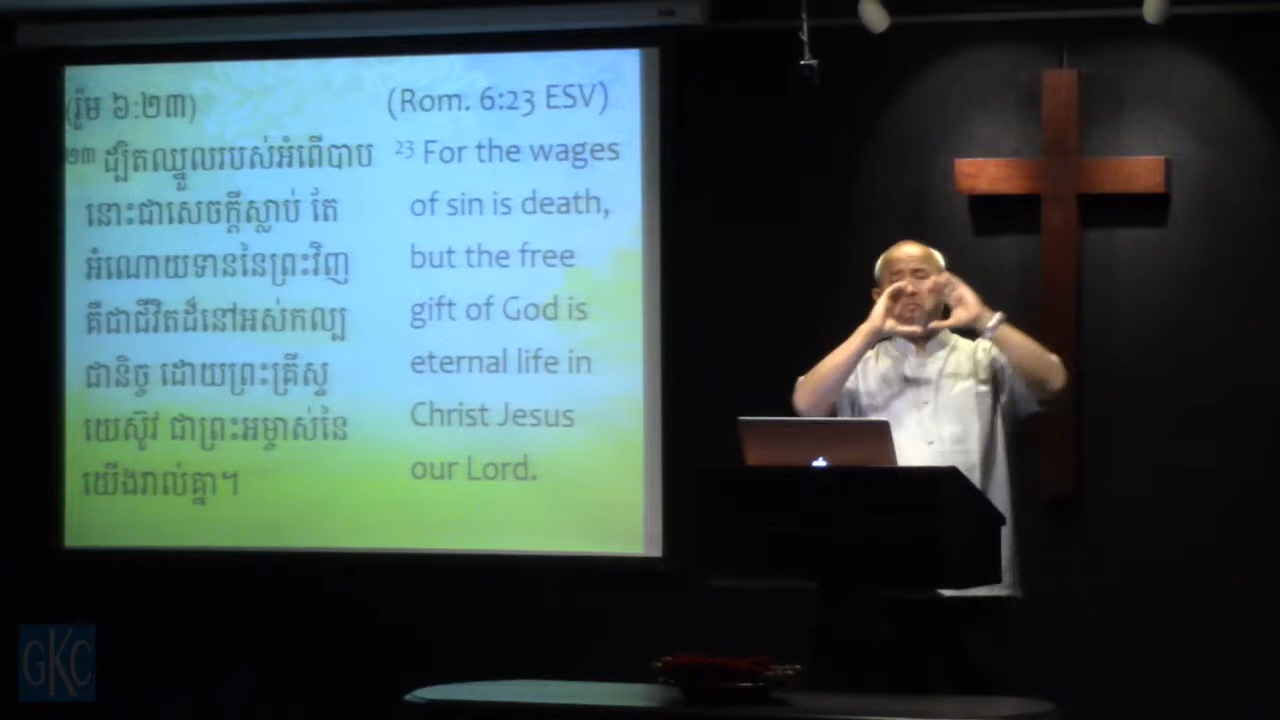 (រ៉ូម ៦:២៣)
២៣ ដ្បិតឈ្នួលរបស់អំពើបាប
នោះជាសេចក្តីស្លាប់ តែ
អំណោយទាននៃព្រះវិញ
គឺជាជីវិតដ៏នៅអស់កល្ប
ជានិច្ច ដោយព្រះគ្រីស្ទ
យេស៊ូវ ជាព្រះអម្ចាស់នៃ
យើងរាល់គ្នា។
(Rom. 6:23 ESV)
23 For the wages
of sin is death,
but the free
gift of God is
eternal life in
Christ Jesus
our Lord.
GKC